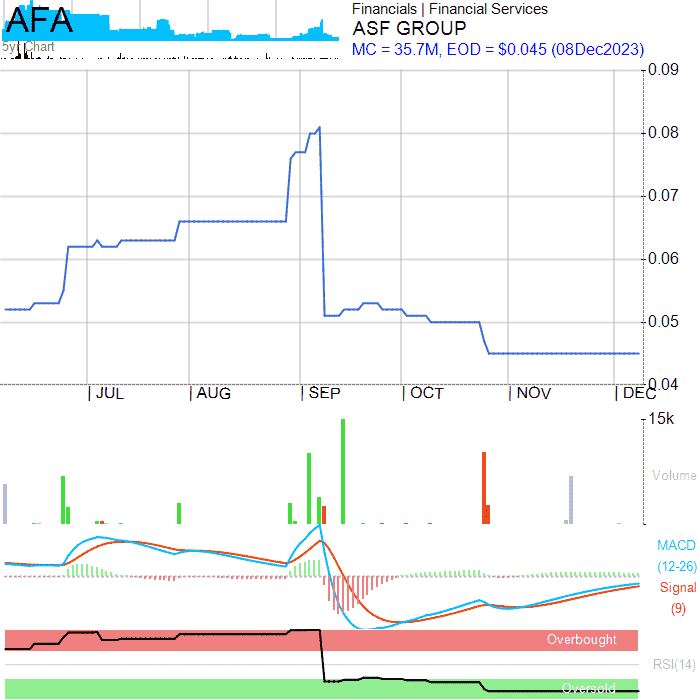 AFA
5yr Chart
Financials | Financial Services
ASF GROUP
MC = 35.7M, EOD = $0.045 (08Dec2023)
0.09
0.08
0.07
0.06
0.05
0.04
JUL AUG SEP OCT NOV DEC
15k
Volume
MACD
(12-26)
Signal
(9)
Overbought
RSI(14)
Oversold